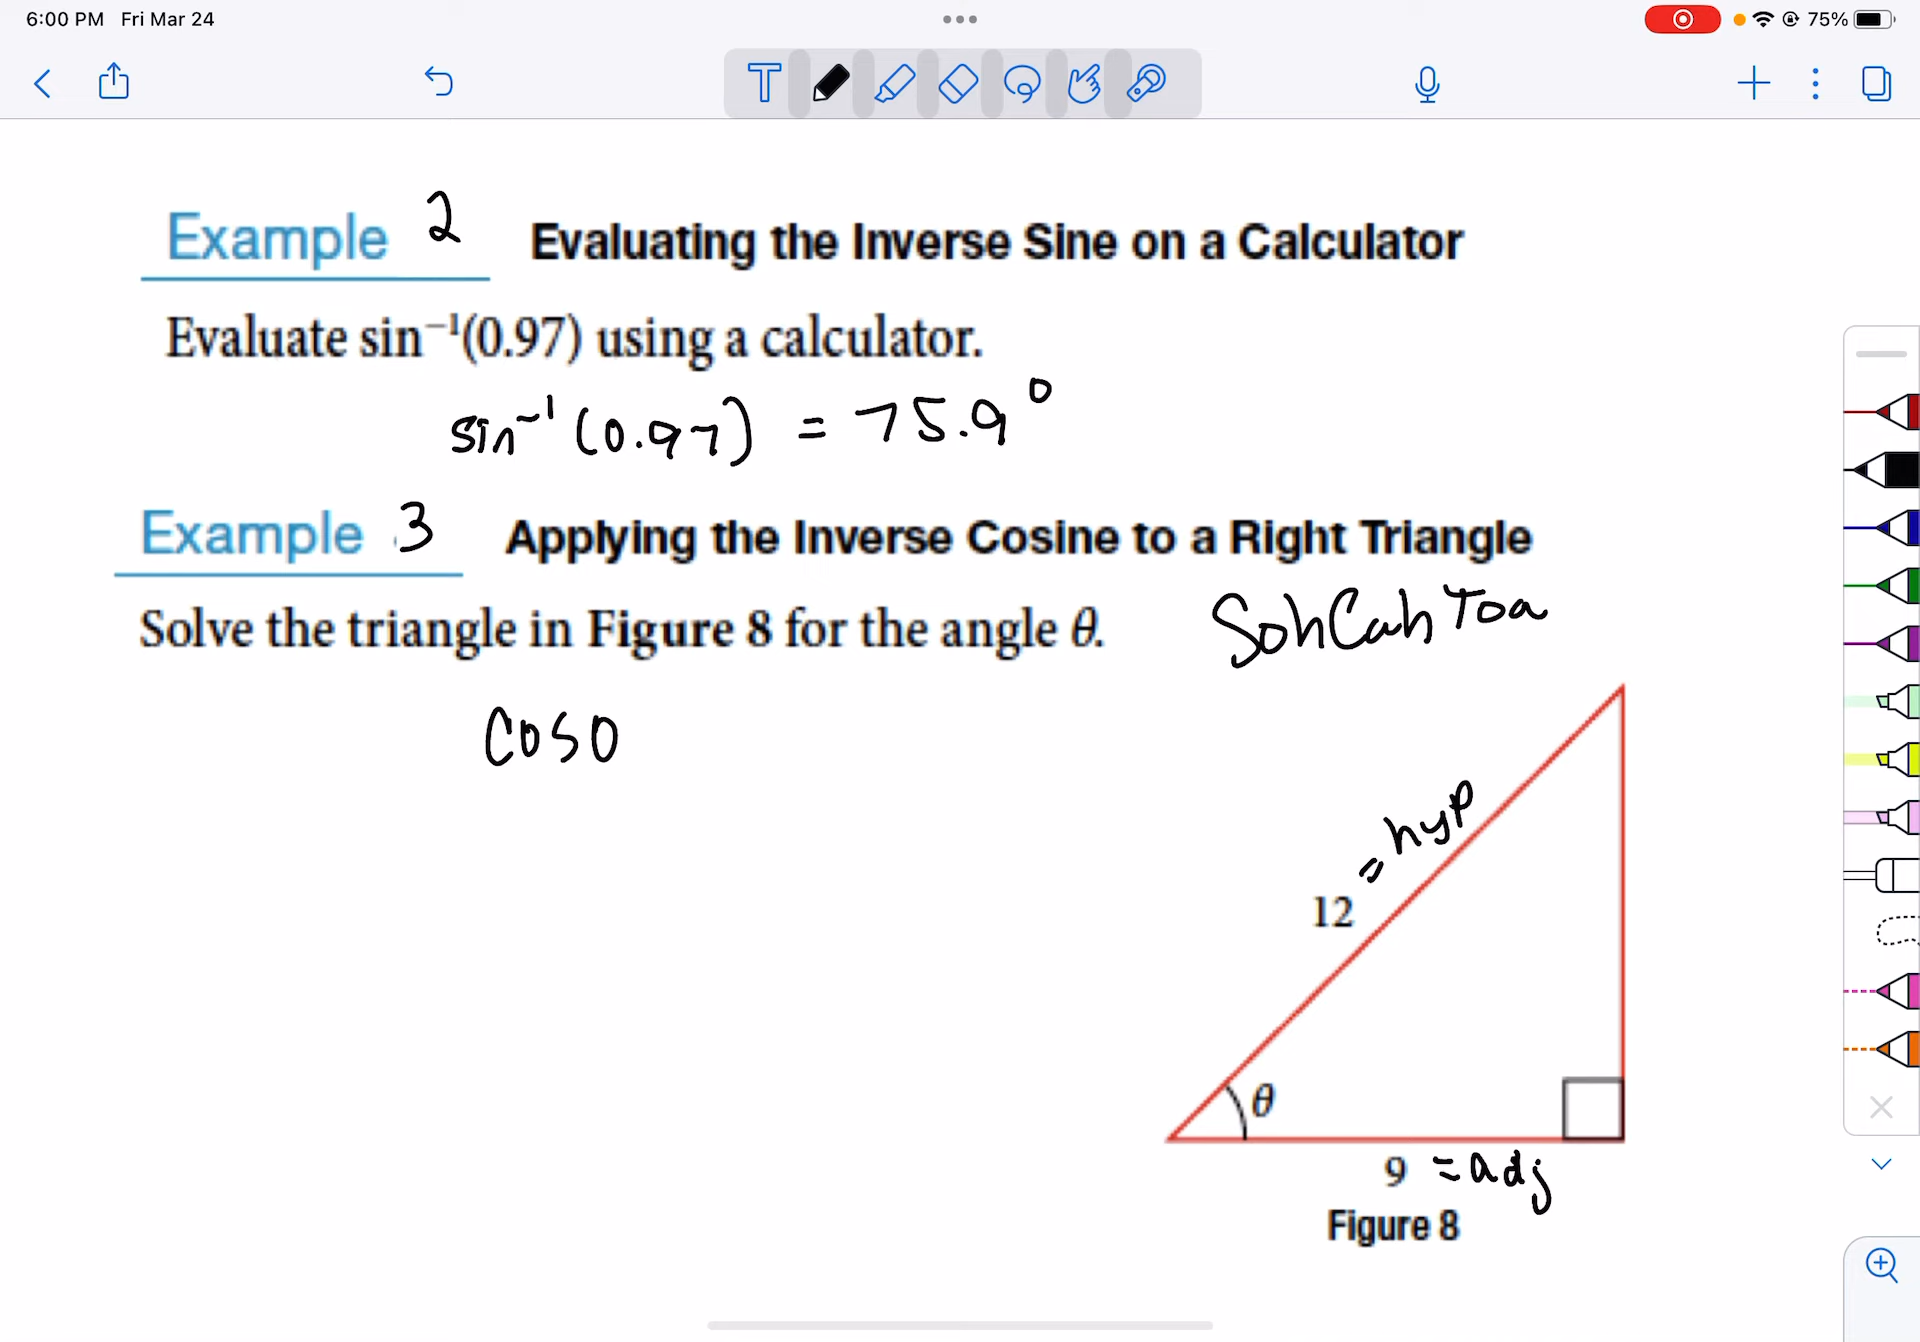 6:00 PM Fri Mar 24
75%
Example 2 Evaluating the Inverse Sine on a Calculator
Evaluate sin⁻¹(0.97) using a calculator.
sin⁻¹(0.97) = 75.9°
Example 3 Applying the Inverse Cosine to a Right Triangle
Solve the triangle in Figure 8 for the angle θ.
SohCahToa
cos0
12 = hyp
θ
9 = adj
Figure 8